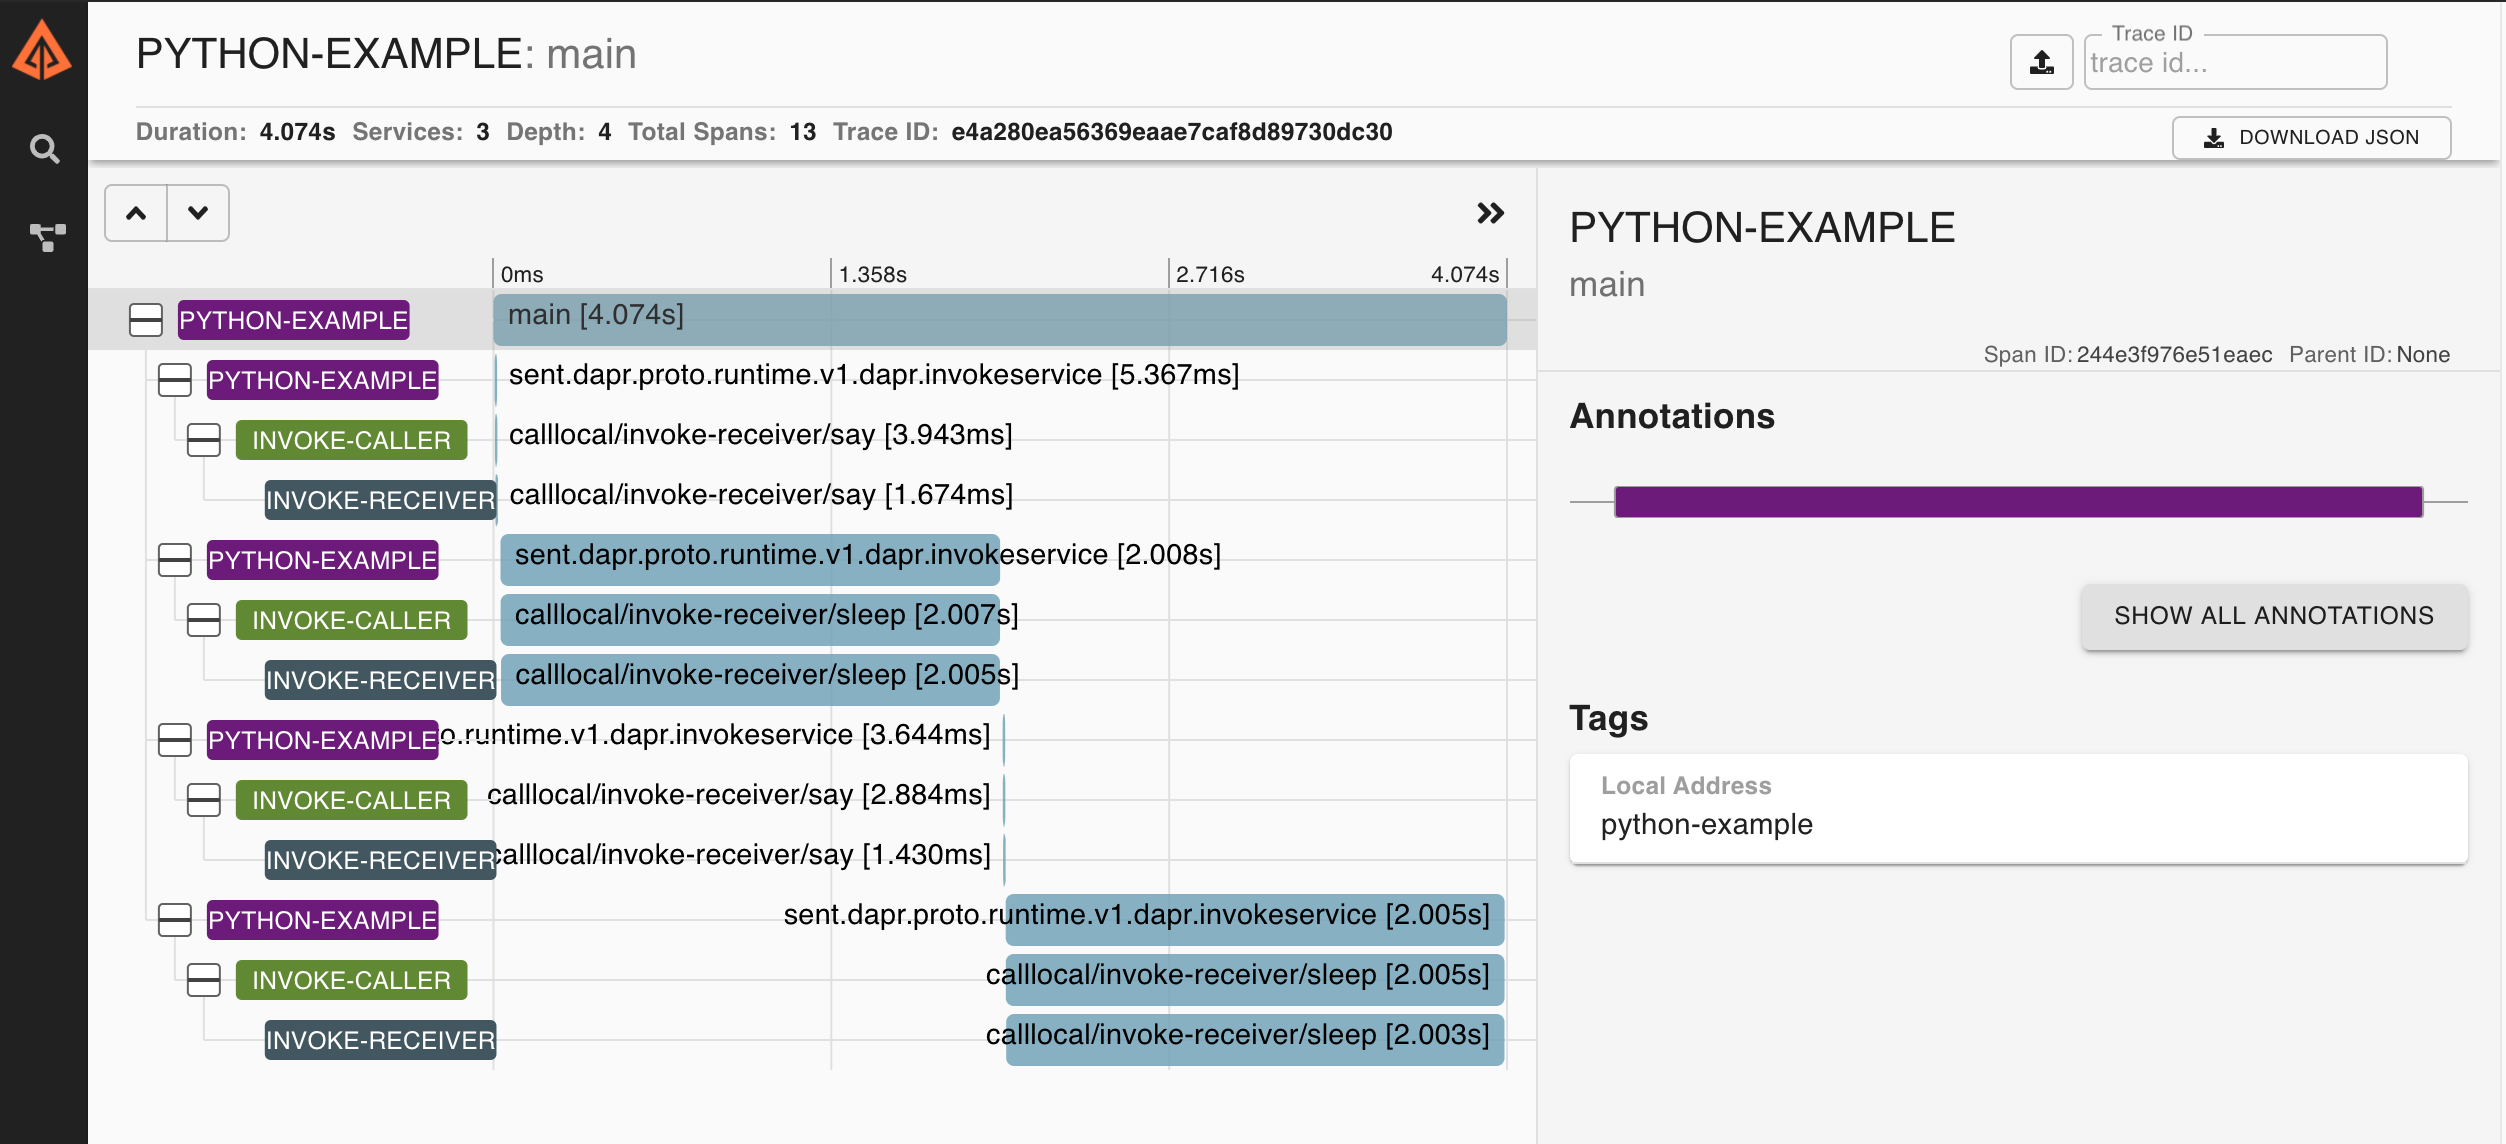 PYTHON-EXAMPLE: main
Trace ID
trace id...
Duration: 4.074s Services: 3 Depth: 4 Total Spans: 13 Trace ID: e4a280ea56369eaae7caf8d89730dc30
DOWNLOAD JSON
0ms 1.358s 2.716s 4.074s
PYTHON-EXAMPLE main [4.074s]
PYTHON-EXAMPLE sent.dapr.proto.runtime.v1.dapr.invokeservice [5.367ms]
INVOKE-CALLER calllocal/invoke-receiver/say [3.943ms]
INVOKE-RECEIVER calllocal/invoke-receiver/say [1.674ms]
PYTHON-EXAMPLE sent.dapr.proto.runtime.v1.dapr.invokeservice [2.008s]
INVOKE-CALLER calllocal/invoke-receiver/sleep [2.007s]
INVOKE-RECEIVER calllocal/invoke-receiver/sleep [2.005s]
PYTHON-EXAMPLE o.runtime.v1.dapr.invokeservice [3.644ms]
INVOKE-CALLER calllocal/invoke-receiver/say [2.884ms]
INVOKE-RECEIVER calllocal/invoke-receiver/say [1.430ms]
PYTHON-EXAMPLE sent.dapr.proto.runtime.v1.dapr.invokeservice [2.005s]
INVOKE-CALLER calllocal/invoke-receiver/sleep [2.005s]
INVOKE-RECEIVER calllocal/invoke-receiver/sleep [2.003s]
PYTHON-EXAMPLE
main
Span ID: 244e3f976e51eaec Parent ID: None
Annotations
SHOW ALL ANNOTATIONS
Tags
Local Address
python-example